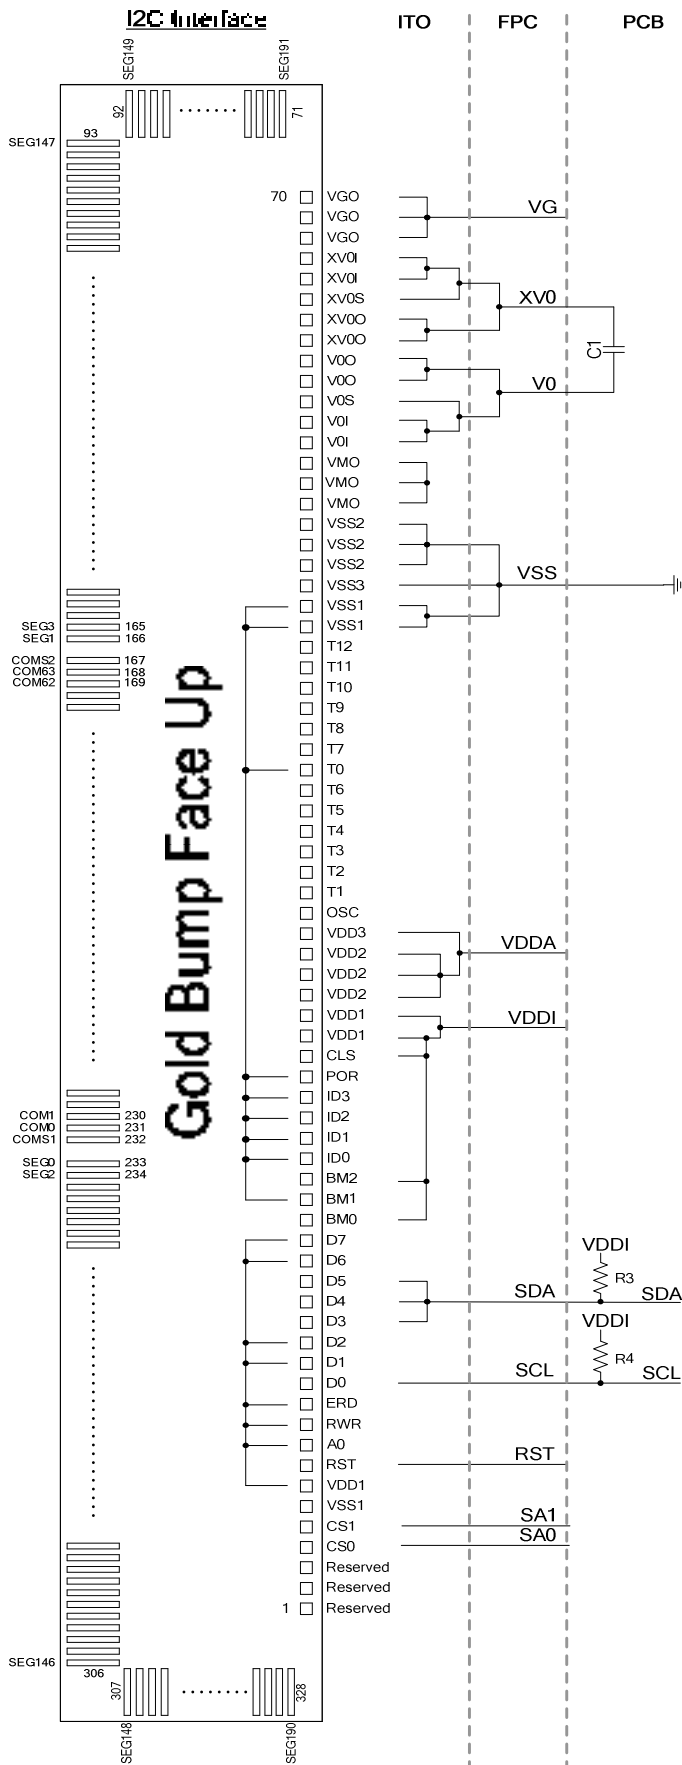 I2C Interface
ITO
FPC
PCB
SEG149
SEG191
92
71
93
SEG147
70
VGO
VGO
VGO
VG
XV0I
XV0I
XV0S
XV0
XV0O
XV0O
C1
V0O
V0O
V0
V0S
V0I
V0I
VMO
VMO
VMO
VSS2
VSS2
VSS2
VSS
VSS3
VSS1
VSS1
SEG3
165
SEG1
166
COMS2
167
COM63
168
COM62
169
T12
T11
T10
T9
T8
T7
T0
T6
T5
T4
T3
T2
T1
Gold Bump Face Up
OSC
VDD3
VDD2
VDDA
VDD2
VDD2
VDD1
VDDI
VDD1
CLS
POR
ID3
ID2
ID1
ID0
COM1
230
COM0
231
COMS1
232
SEG0
233
SEG2
234
BM2
BM1
BM0
D7
VDDI
D6
D5
R3
D4
SDA
SDA
D3
VDDI
D2
D1
R4
D0
SCL
SCL
ERD
RWR
A0
RST
RST
VDD1
VSS1
CS1
SA1
CS0
SA0
Reserved
Reserved
1
Reserved
SEG146
306
307
328
SEG148
SEG190